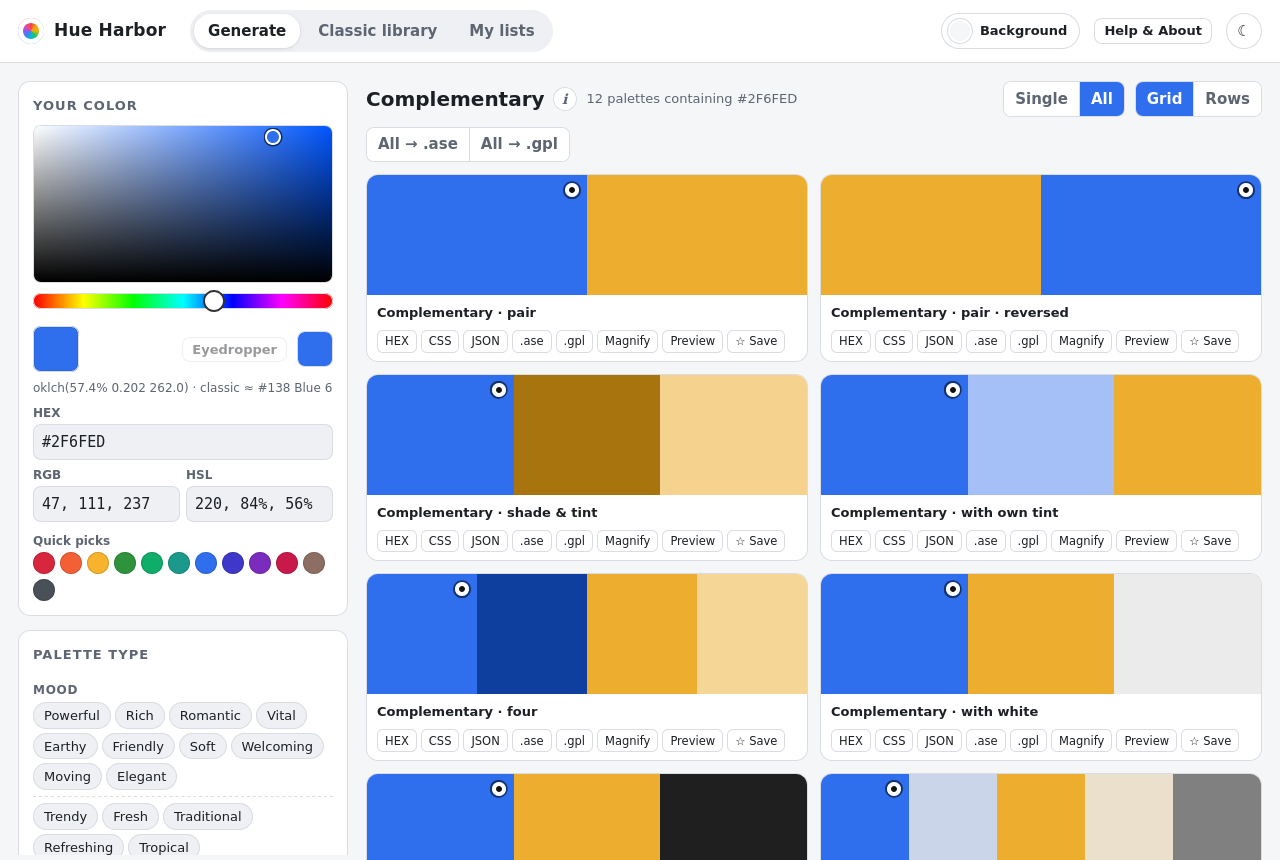 Hue Harbor
Generate
Classic library
My lists
Background
Help & About
☾
YOUR COLOR
Eyedropper
oklch(57.4% 0.202 262.0) · classic ≈ #138 Blue 6
HEX
#2F6FED
RGB
HSL
47, 111, 237
220, 84%, 56%
Quick picks
PALETTE TYPE
MOOD
Powerful
Rich
Romantic
Vital
Earthy
Friendly
Soft
Welcoming
Moving
Elegant
Trendy
Fresh
Traditional
Refreshing
Tropical
Complementary
i
12 palettes containing #2F6FED
Single
All
Grid
Rows
All → .ase
All → .gpl
Complementary · pair
HEX CSS JSON .ase .gpl Magnify Preview ☆ Save
Complementary · pair · reversed
HEX CSS JSON .ase .gpl Magnify Preview ☆ Save
Complementary · shade & tint
HEX CSS JSON .ase .gpl Magnify Preview ☆ Save
Complementary · with own tint
HEX CSS JSON .ase .gpl Magnify Preview ☆ Save
Complementary · four
HEX CSS JSON .ase .gpl Magnify Preview ☆ Save
Complementary · with white
HEX CSS JSON .ase .gpl Magnify Preview ☆ Save